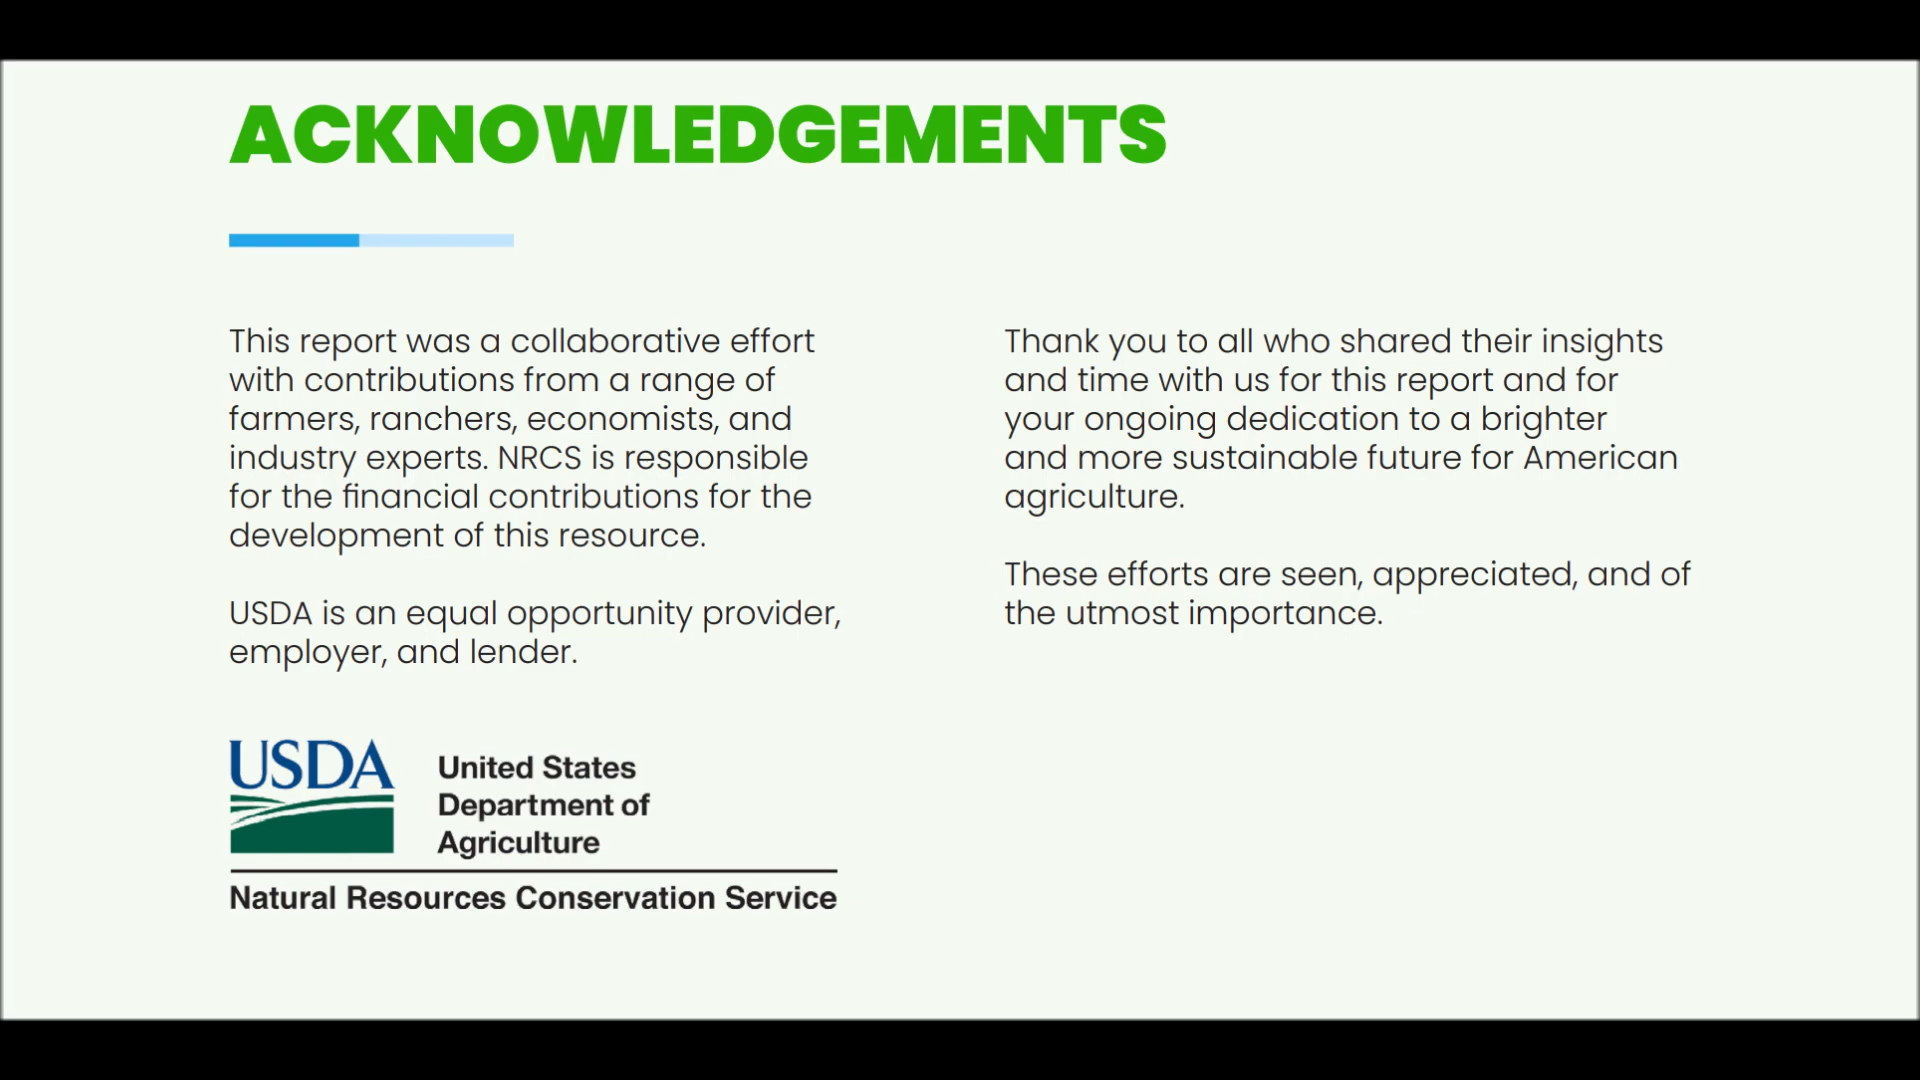 ACKNOWLEDGEMENTS
This report was a collaborative effort
with contributions from a range of
farmers, ranchers, economists, and
industry experts. NRCS is responsible
for the financial contributions for the
development of this resource.
USDA is an equal opportunity provider,
employer, and lender.
Thank you to all who shared their insights
and time with us for this report and for
your ongoing dedication to a brighter
and more sustainable future for American
agriculture.
These efforts are seen, appreciated, and of
the utmost importance.
USDA
United States
Department of
Agriculture
Natural Resources Conservation Service